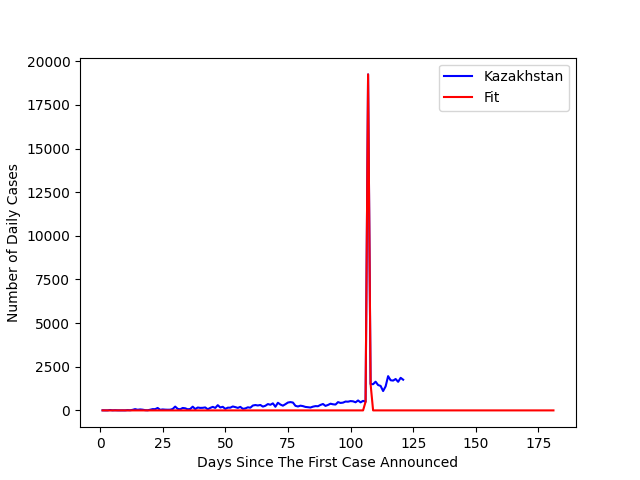 Kazakhstan
Fit
Number of Daily Cases
20000
17500
15000
12500
10000
7500
5000
2500
0
0 25 50 75 100 125 150 175
Days Since The First Case Announced